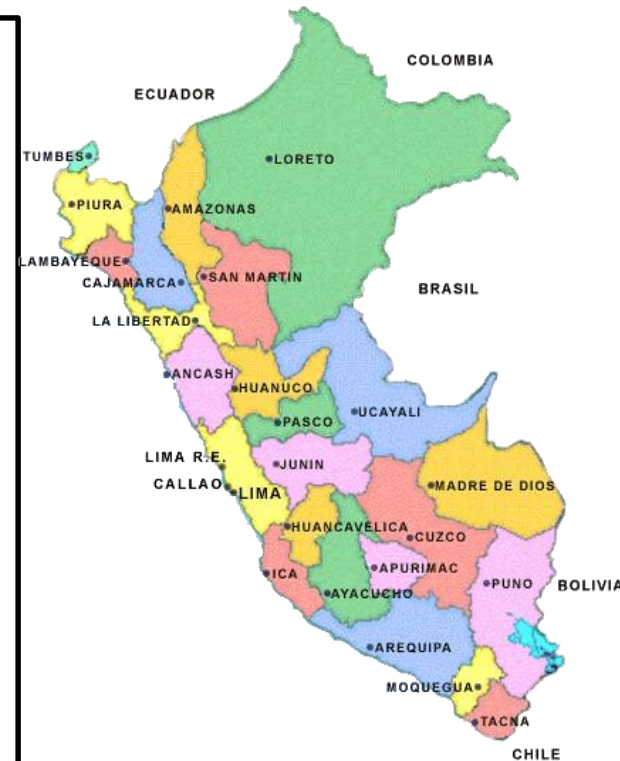 COLOMBIA
ECUADOR
TUMBES
LORETO
PIURA
AMAZONAS
LAMBAYEQUE
SAN MARTIN
CAJAMARCA
BRASIL
LA LIBERTAD
ANCASH
HUANUCO
UCAYALI
PASCO
LIMA R.E.
JUNIN
CALLAO
LIMA
MADRE DE DIOS
HUANCAVELICA
CUZCO
ICA
APURIMAC
PUNO
BOLIVIA
AYACUCHO
AREQUIPA
MOQUEGUA
TACNA
CHILE